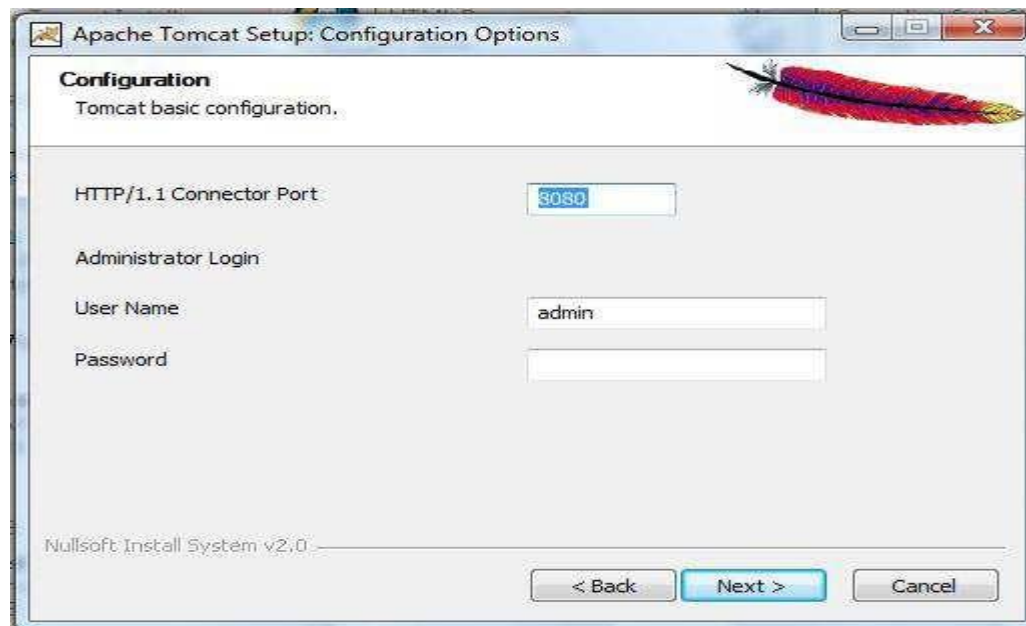 Apache Tomcat Setup: Configuration Options
Configuration
Tomcat basic configuration.
HTTP/1.1 Connector Port
8080
Administrator Login
User Name
admin
Password
Nullsoft Install System v2.0
< Back
Next >
Cancel